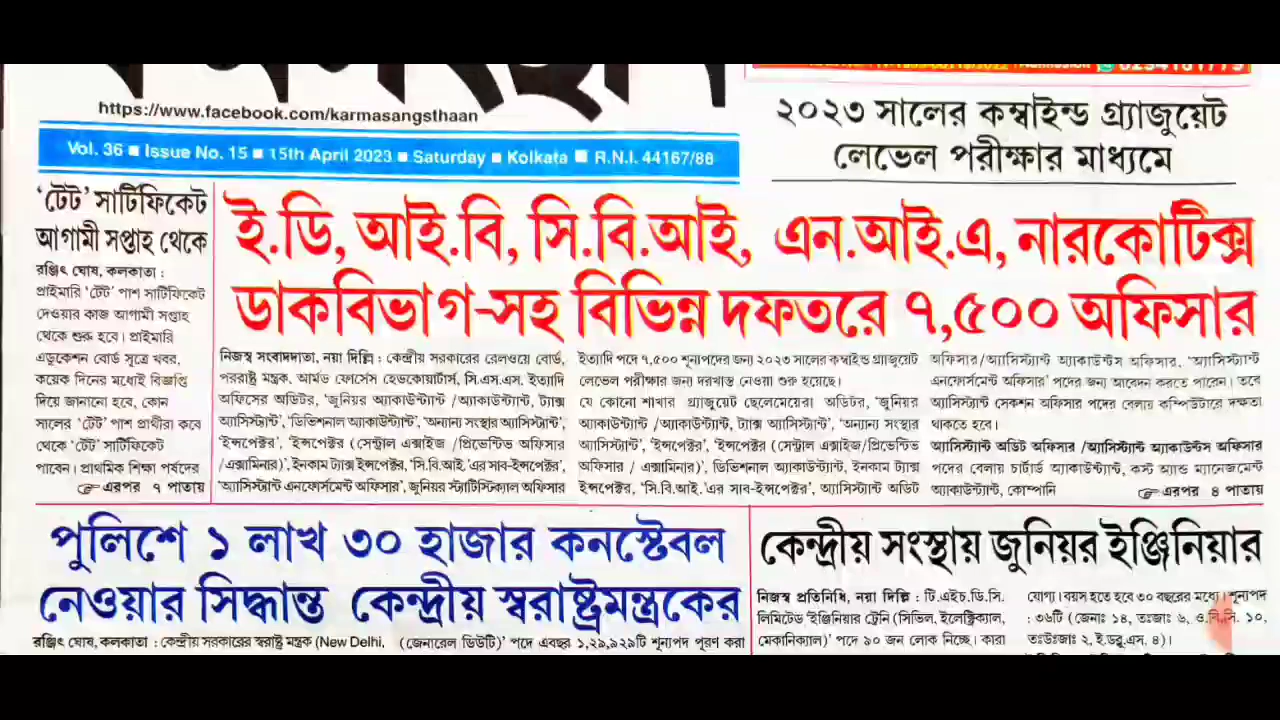 https://www.facebook.com/karmasangsthaan
Vol. 36 ■ Issue No. 15 ■ 15th April 2023 ■ Saturday ■ Kolkata ■ R.N.I. 44167/88
২০২৩ সালের কম্বাইন্ড গ্র্যাজুয়েট
লেভেল পরীক্ষার মাধ্যমে
‘টেট’ সার্টিফিকেট
আগামী সপ্তাহ থেকে
রঞ্জিৎ ঘোষ, কলকাতা :
প্রাইমারি ‘টেট’ পাশ সার্টিফিকেট
দেওয়ার কাজ আগামী সপ্তাহ
থেকে শুরু হবে। প্রাইমারি
এডুকেশন বোর্ড সূত্রে খবর,
কয়েক দিনের মধ্যেই বিজ্ঞপ্তি
দিয়ে জানানো হবে, কোন
সালের ‘টেট’ পাশ প্রার্থীরা কবে
থেকে ‘টেট’ সার্টিফিকেট
পাবেন। প্রাথমিক শিক্ষা পর্ষদের
এরপর ৭ পাতায়
ই.ডি, আই.বি, সি.বি.আই, এন.আই.এ, নারকোটিক্স
ডাকবিভাগ-সহ বিভিন্ন দফতরে ৭,৫০০ অফিসার
নিজস্ব সংবাদদাতা, নয়া দিল্লি : কেন্দ্রীয় সরকারের রেলওয়ে বোর্ড,
পররাষ্ট্র মন্ত্রক, আর্মড ফোর্সেস হেডকোয়ার্টার্স, সি.এস.এস. ইত্যাদি
অফিসের অডিটর, ‘জুনিয়র অ্যাকাউন্ট্যান্ট /অ্যাকাউন্ট্যান্ট, ট্যাক্স
অ্যাসিস্ট্যান্ট’, ‘ডিভিশনাল অ্যাকাউন্ট্যান্ট’, ‘অন্যান্য সংস্থার অ্যাসিস্ট্যান্ট’,
‘ইন্সপেক্টর’, ‘ইন্সপেক্টর (সেন্ট্রাল এক্সাইজ /প্রিভেন্টিভ অফিসার
/এক্সামিনার)’, ইনকাম ট্যাক্স ইন্সপেক্টর, ‘সি.বি.আই.’এর সাব-ইন্সপেক্টর’,
‘অ্যাসিস্ট্যান্ট এনফোর্সমেন্ট অফিসার’, জুনিয়র স্ট্যাটিস্টিক্যাল অফিসার
ইত্যাদি পদে ৭,৫০০ শূন্যপদের জন্য ২০২৩ সালের কম্বাইন্ড গ্র্যাজুয়েট
লেভেল পরীক্ষার জন্য দরখাস্ত নেওয়া শুরু হয়েছে।
যে কোনো শাখার গ্র্যাজুয়েট ছেলেমেয়েরা অডিটর, ‘জুনিয়র
অ্যাকাউন্ট্যান্ট /অ্যাকাউন্ট্যান্ট, ট্যাক্স অ্যাসিস্ট্যান্ট’, ‘অন্যান্য সংস্থার
অ্যাসিস্ট্যান্ট’, ‘ইন্সপেক্টর’, ‘ইন্সপেক্টর (সেন্ট্রাল এক্সাইজ/প্রিভেন্টিভ
অফিসার / এক্সামিনার)’, ডিভিশনাল অ্যাকাউন্ট্যান্ট, ইনকাম ট্যাক্স
ইন্সপেক্টর, ‘সি.বি.আই.’এর সাব-ইন্সপেক্টর’, অ্যাসিস্ট্যান্ট অডিট
অফিসার/অ্যাসিস্ট্যান্ট অ্যাকাউন্টস অফিসার, ‘অ্যাসিস্ট্যান্ট
এনফোর্সমেন্ট অফিসার’ পদের জন্য আবেদন করতে পারেন। তবে
অ্যাসিস্ট্যান্ট সেকশন অফিসার পদের বেলায় কম্পিউটারে দক্ষতা
থাকতে হবে।
অ্যাসিস্ট্যান্ট অডিট অফিসার /অ্যাসিস্ট্যান্ট অ্যাকাউন্টস অফিসার
পদের বেলায় চার্টার্ড অ্যাকাউন্ট্যান্ট, কস্ট অ্যান্ড ম্যানেজমেন্ট
অ্যাকাউন্ট্যান্ট, কোম্পানি এরপর ৪ পাতায়
পুলিশে ১ লাখ ৩০ হাজার কনস্টেবল
নেওয়ার সিদ্ধান্ত কেন্দ্রীয় স্বরাষ্ট্রমন্ত্রকের
রঞ্জিৎ ঘোষ, কলকাতা : কেন্দ্রীয় সরকারের স্বরাষ্ট্র মন্ত্রক (New Delhi,
(জেনারেল ডিউটি)’ পদে এবছর ১,২৯,৯২৯টি শূন্যপদ পূরণ করা
কেন্দ্রীয় সংস্থায় জুনিয়র ইঞ্জিনিয়ার
নিজস্ব প্রতিনিধি, নয়া দিল্লি : টি.এইচ.ডি.সি.
লিমিটেড ‘ইঞ্জিনিয়ার ট্রেনি (সিভিল, ইলেক্ট্রিক্যাল,
মেকানিক্যাল)’ পদে ৯০ জন লোক নিচ্ছে। কারা
যোগ্য। বয়স হতে হবে ৩০ বছরের মধ্যে। শূন্যপদ
: ৩৬টি (জেনাঃ ১৪, তঃজাঃ ৬, ও.বি.সি. ১০,
তঃউঃজাঃ ২, ই.ডব্লু.এস. ৪)।